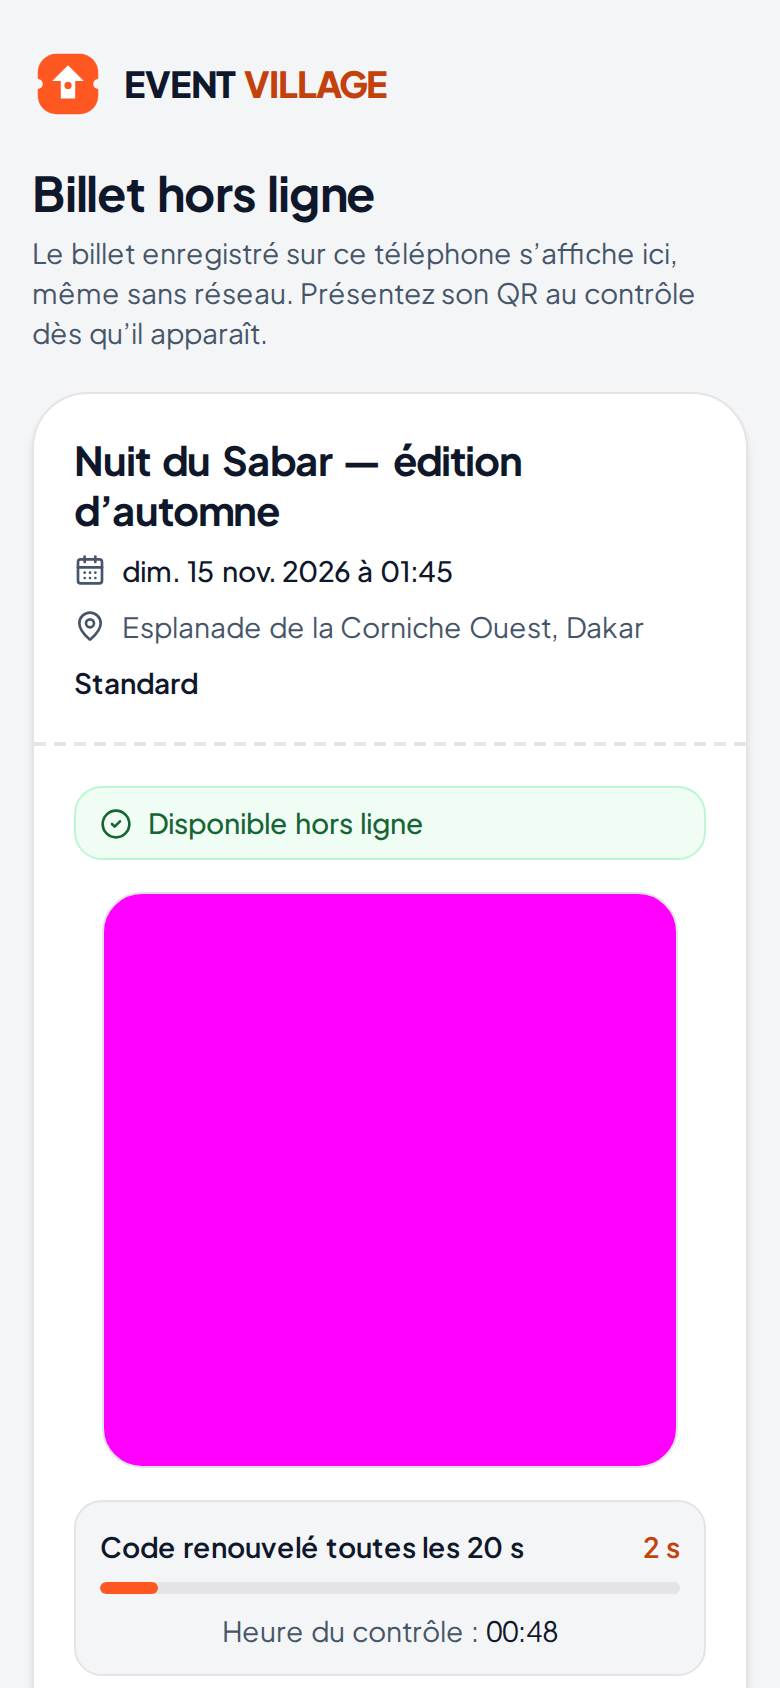 EVENT VILLAGE
Billet hors ligne
Le billet enregistré sur ce téléphone s’affiche ici,
même sans réseau. Présentez son QR au contrôle
dès qu’il apparaît.
Nuit du Sabar — édition
d’automne
dim. 15 nov. 2026 à 01:45
Esplanade de la Corniche Ouest, Dakar
Standard
Disponible hors ligne
Code renouvelé toutes les 20 s 2 s
Heure du contrôle : 00:48